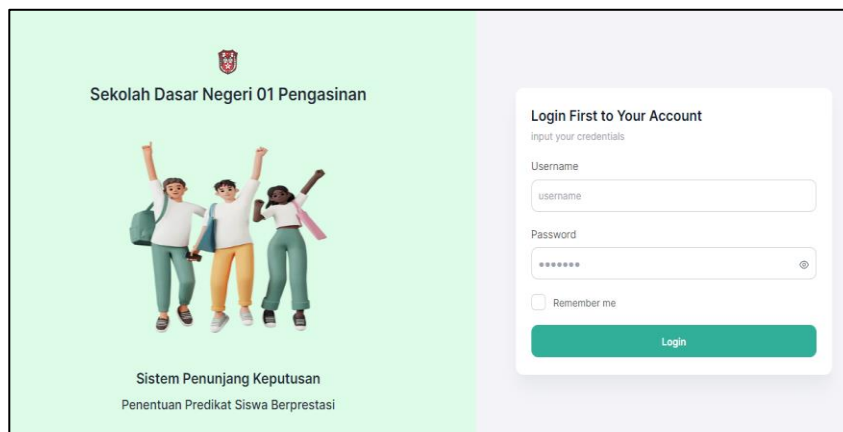 Sekolah Dasar Negeri 01 Pengasinan
Sistem Penunjang Keputusan
Penentuan Predikat Siswa Berprestasi
Login First to Your Account
input your credentials
Username
username
Password
Remember me
Login